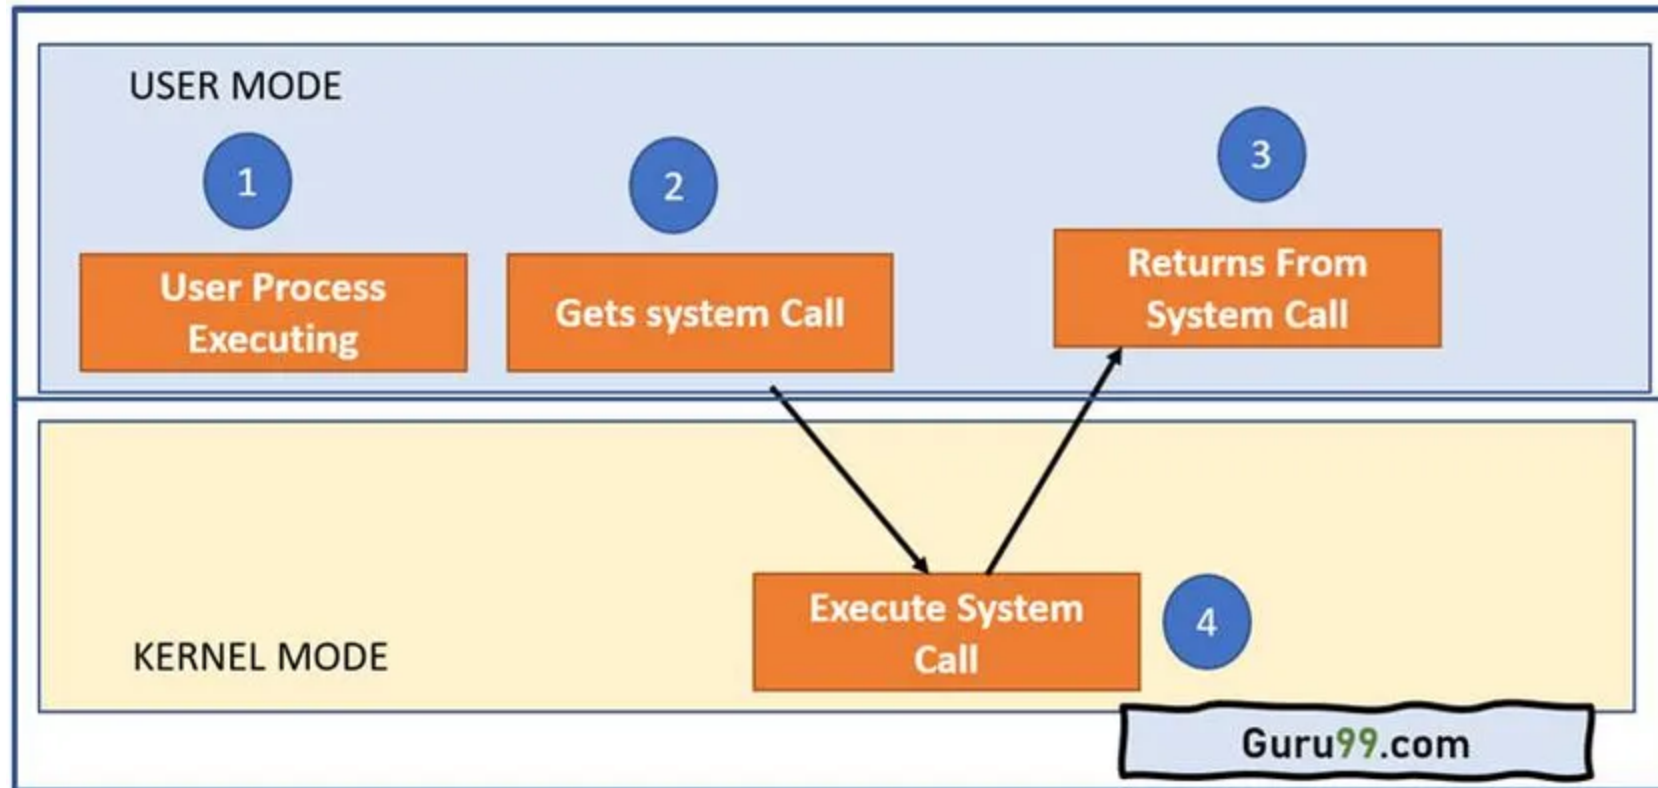 USER MODE
1
2
3
User Process
Executing
Gets system Call
Returns From
System Call
Execute System
Call
4
KERNEL MODE
Guru99.com